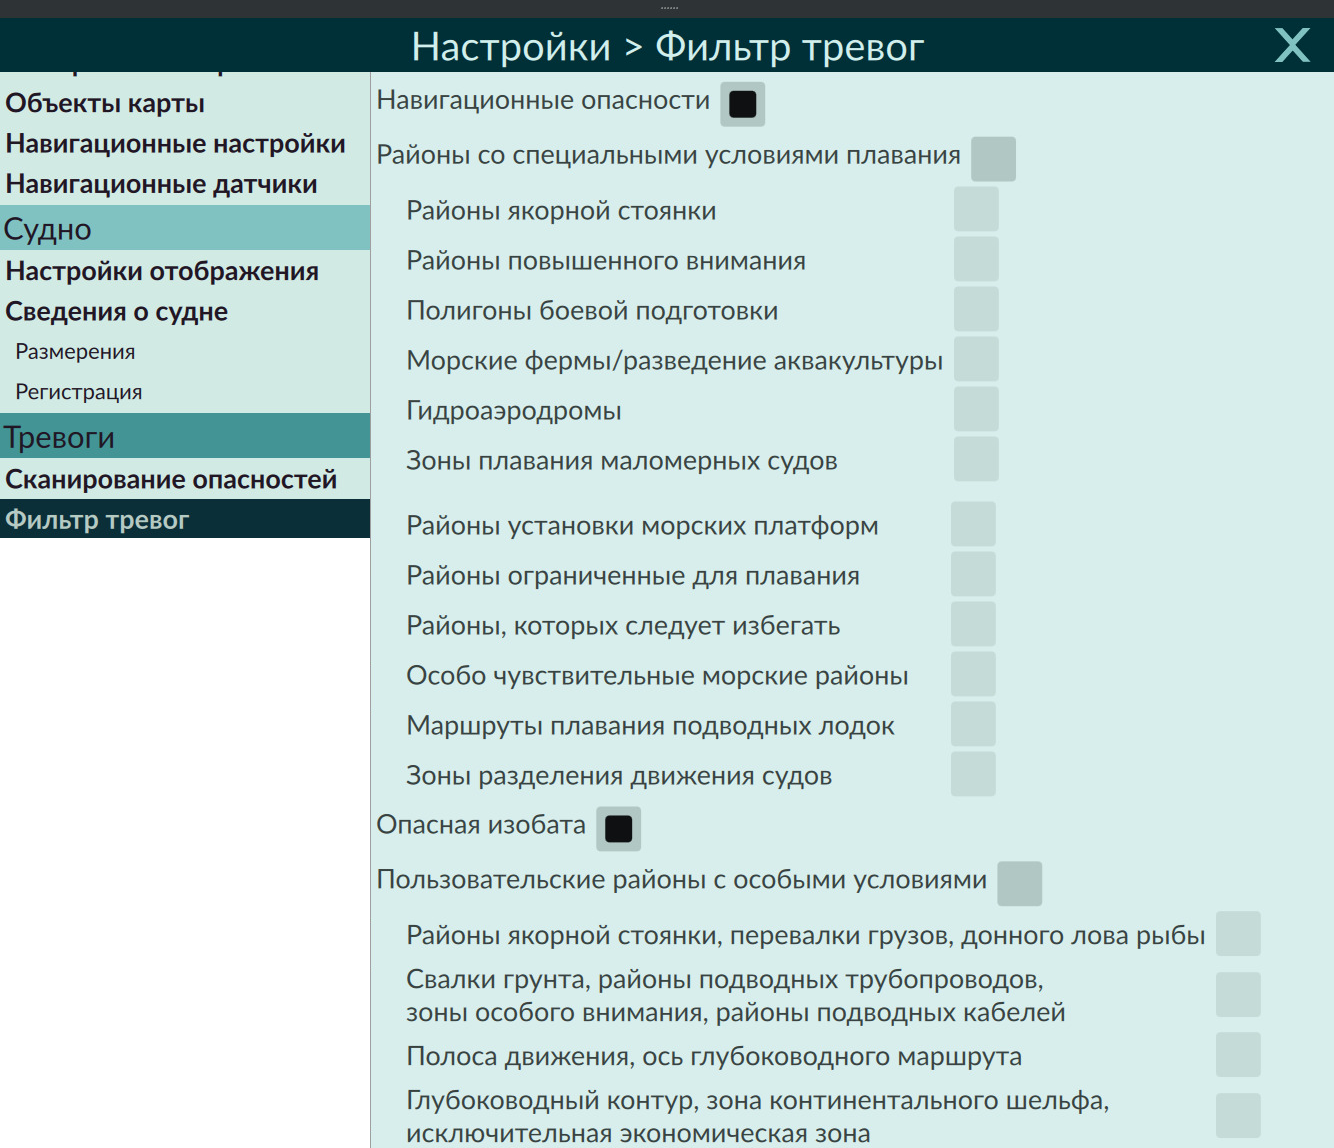 Настройки > Фильтр тревог
Объекты карты
Навигационные настройки
Навигационные датчики
Судно
Настройки отображения
Сведения о судне
Размерения
Регистрация
Тревоги
Сканирование опасностей
Фильтр тревог
Навигационные опасности
Районы со специальными условиями плавания
Районы якорной стоянки
Районы повышенного внимания
Полигоны боевой подготовки
Морские фермы/разведение аквакультуры
Гидроаэродромы
Зоны плавания маломерных судов
Районы установки морских платформ
Районы ограниченные для плавания
Районы, которых следует избегать
Особо чувствительные морские районы
Маршруты плавания подводных лодок
Зоны разделения движения судов
Опасная изобата
Пользовательские районы с особыми условиями
Районы якорной стоянки, перевалки грузов, донного лова рыбы
Свалки грунта, районы подводных трубопроводов,
зоны особого внимания, районы подводных кабелей
Полоса движения, ось глубоководного маршрута
Глубоководный контур, зона континентального шельфа,
исключительная экономическая зона